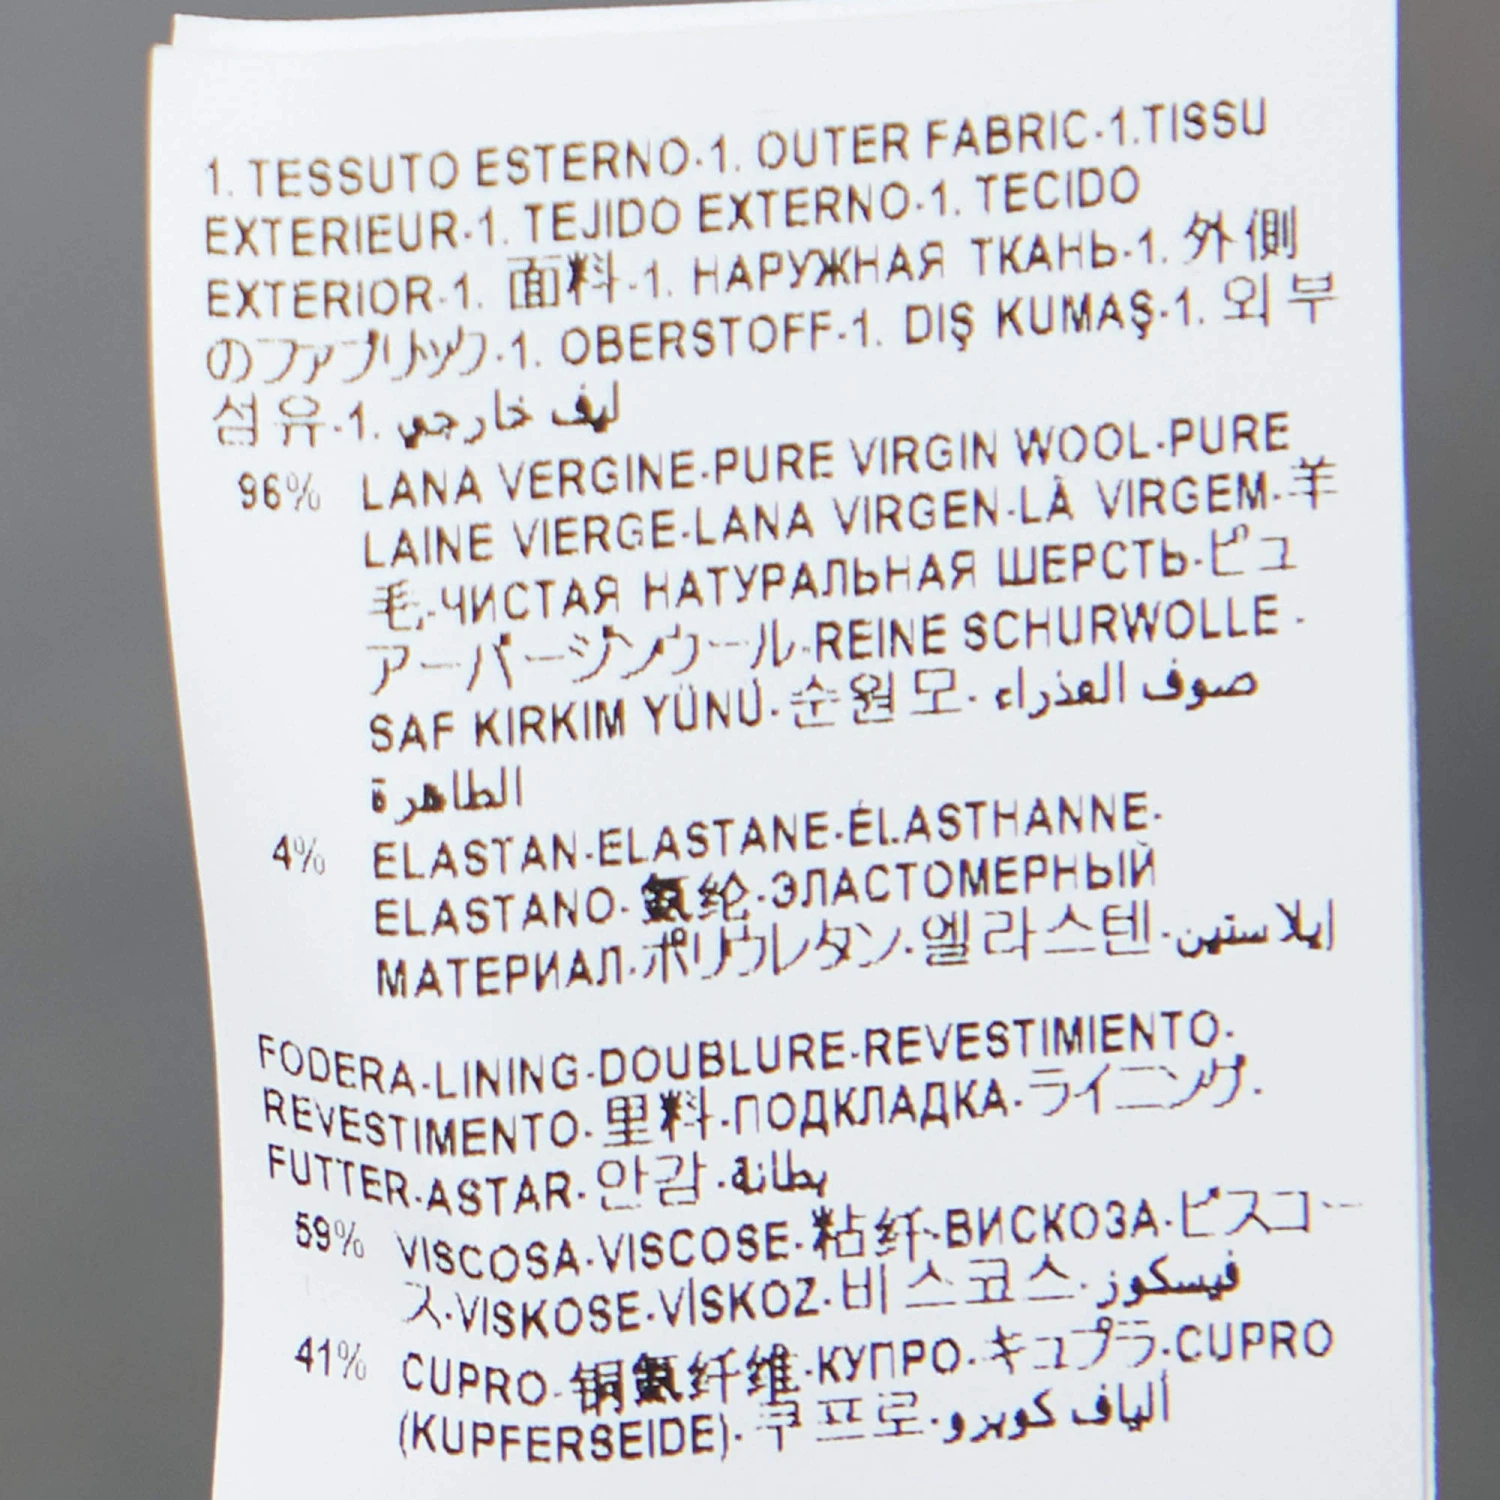 1. TESSUTO ESTERNO-1. OUTER FABRIC-1.TISSU
EXTERIEUR-1. TEJIDO EXTERNO-1. TECIDO
EXTERIOR-1. 面料-1. НАРУЖНАЯ ТКАНЬ-1. 外側
のファブリック-1. OBERSTOFF-1. DIŞ KUMAŞ-1. 외부
섬유-1. ليف خارجي
96% LANA VERGINE-PURE VIRGIN WOOL-PURE
LAINE VIERGE-LANA VIRGEN-LÃ VIRGEM-羊
毛-ЧИСТАЯ НАТУРАЛЬНАЯ ШЕРСТЬ-ピュ
アーバージンウール-REINE SCHURWOLLE -
SAF KIRKIM YÜNÜ-순원모- صوف العذراء
الطاهرة
4% ELASTAN-ELASTANE-ÉLASTHANNE-
ELASTANO-氨纶-ЭЛАСТОМЕРНЫЙ
МАТЕРИАЛ-ポリウレタン-엘라스텐-إيلاستين
FODERA-LINING-DOUBLURE-REVESTIMIENTO-
REVESTIMENTO-里料-ПОДКЛАДКА-ライニング-
FUTTER-ASTAR-안감-بطانة
59% VISCOSA-VISCOSE-粘纤-ВИСКОЗА-ビスコー
ス-VISKOSE-VİSKOZ-비스코스-فيسكوز
41% CUPRO-铜氨纤维-КУПРО-キュプラ-CUPRO
(KUPFERSEIDE)-쿠프로-ألياف كوبرو